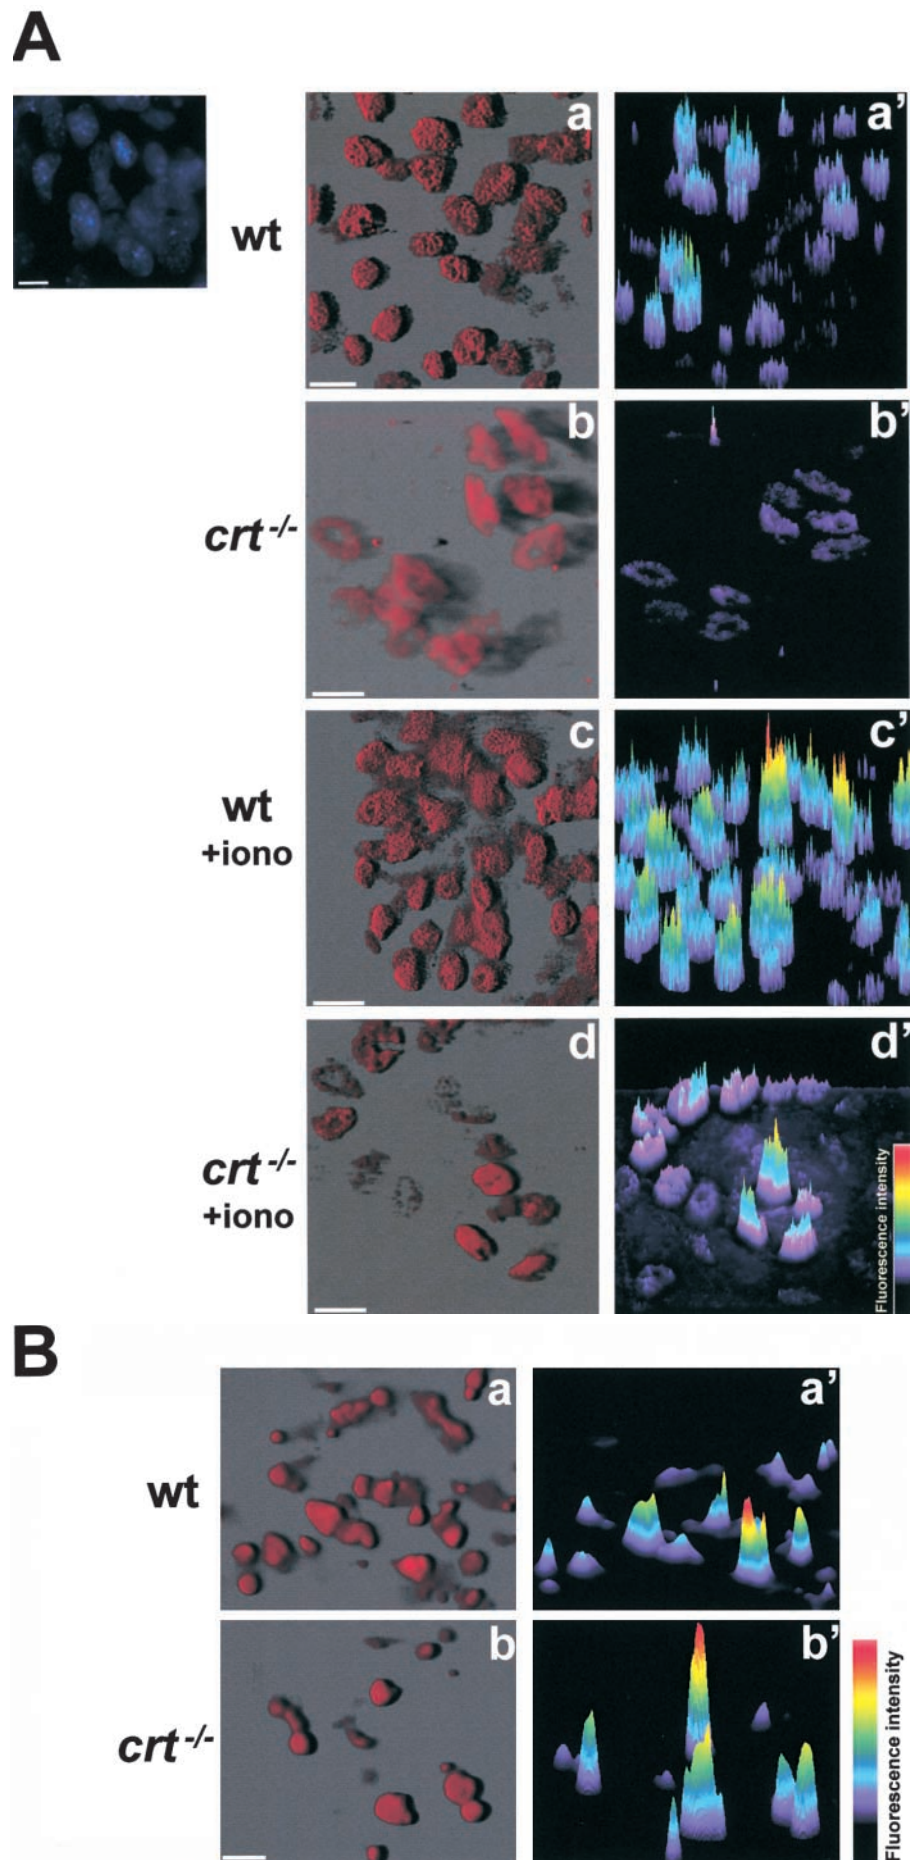 A
wt
a
a’
crt -/-
b
b’
wt
+iono
c
c’
crt -/-
+iono
d
d’
Fluorescence intensity
B
wt
a
a’
crt -/-
b
b’
Fluorescence intensity